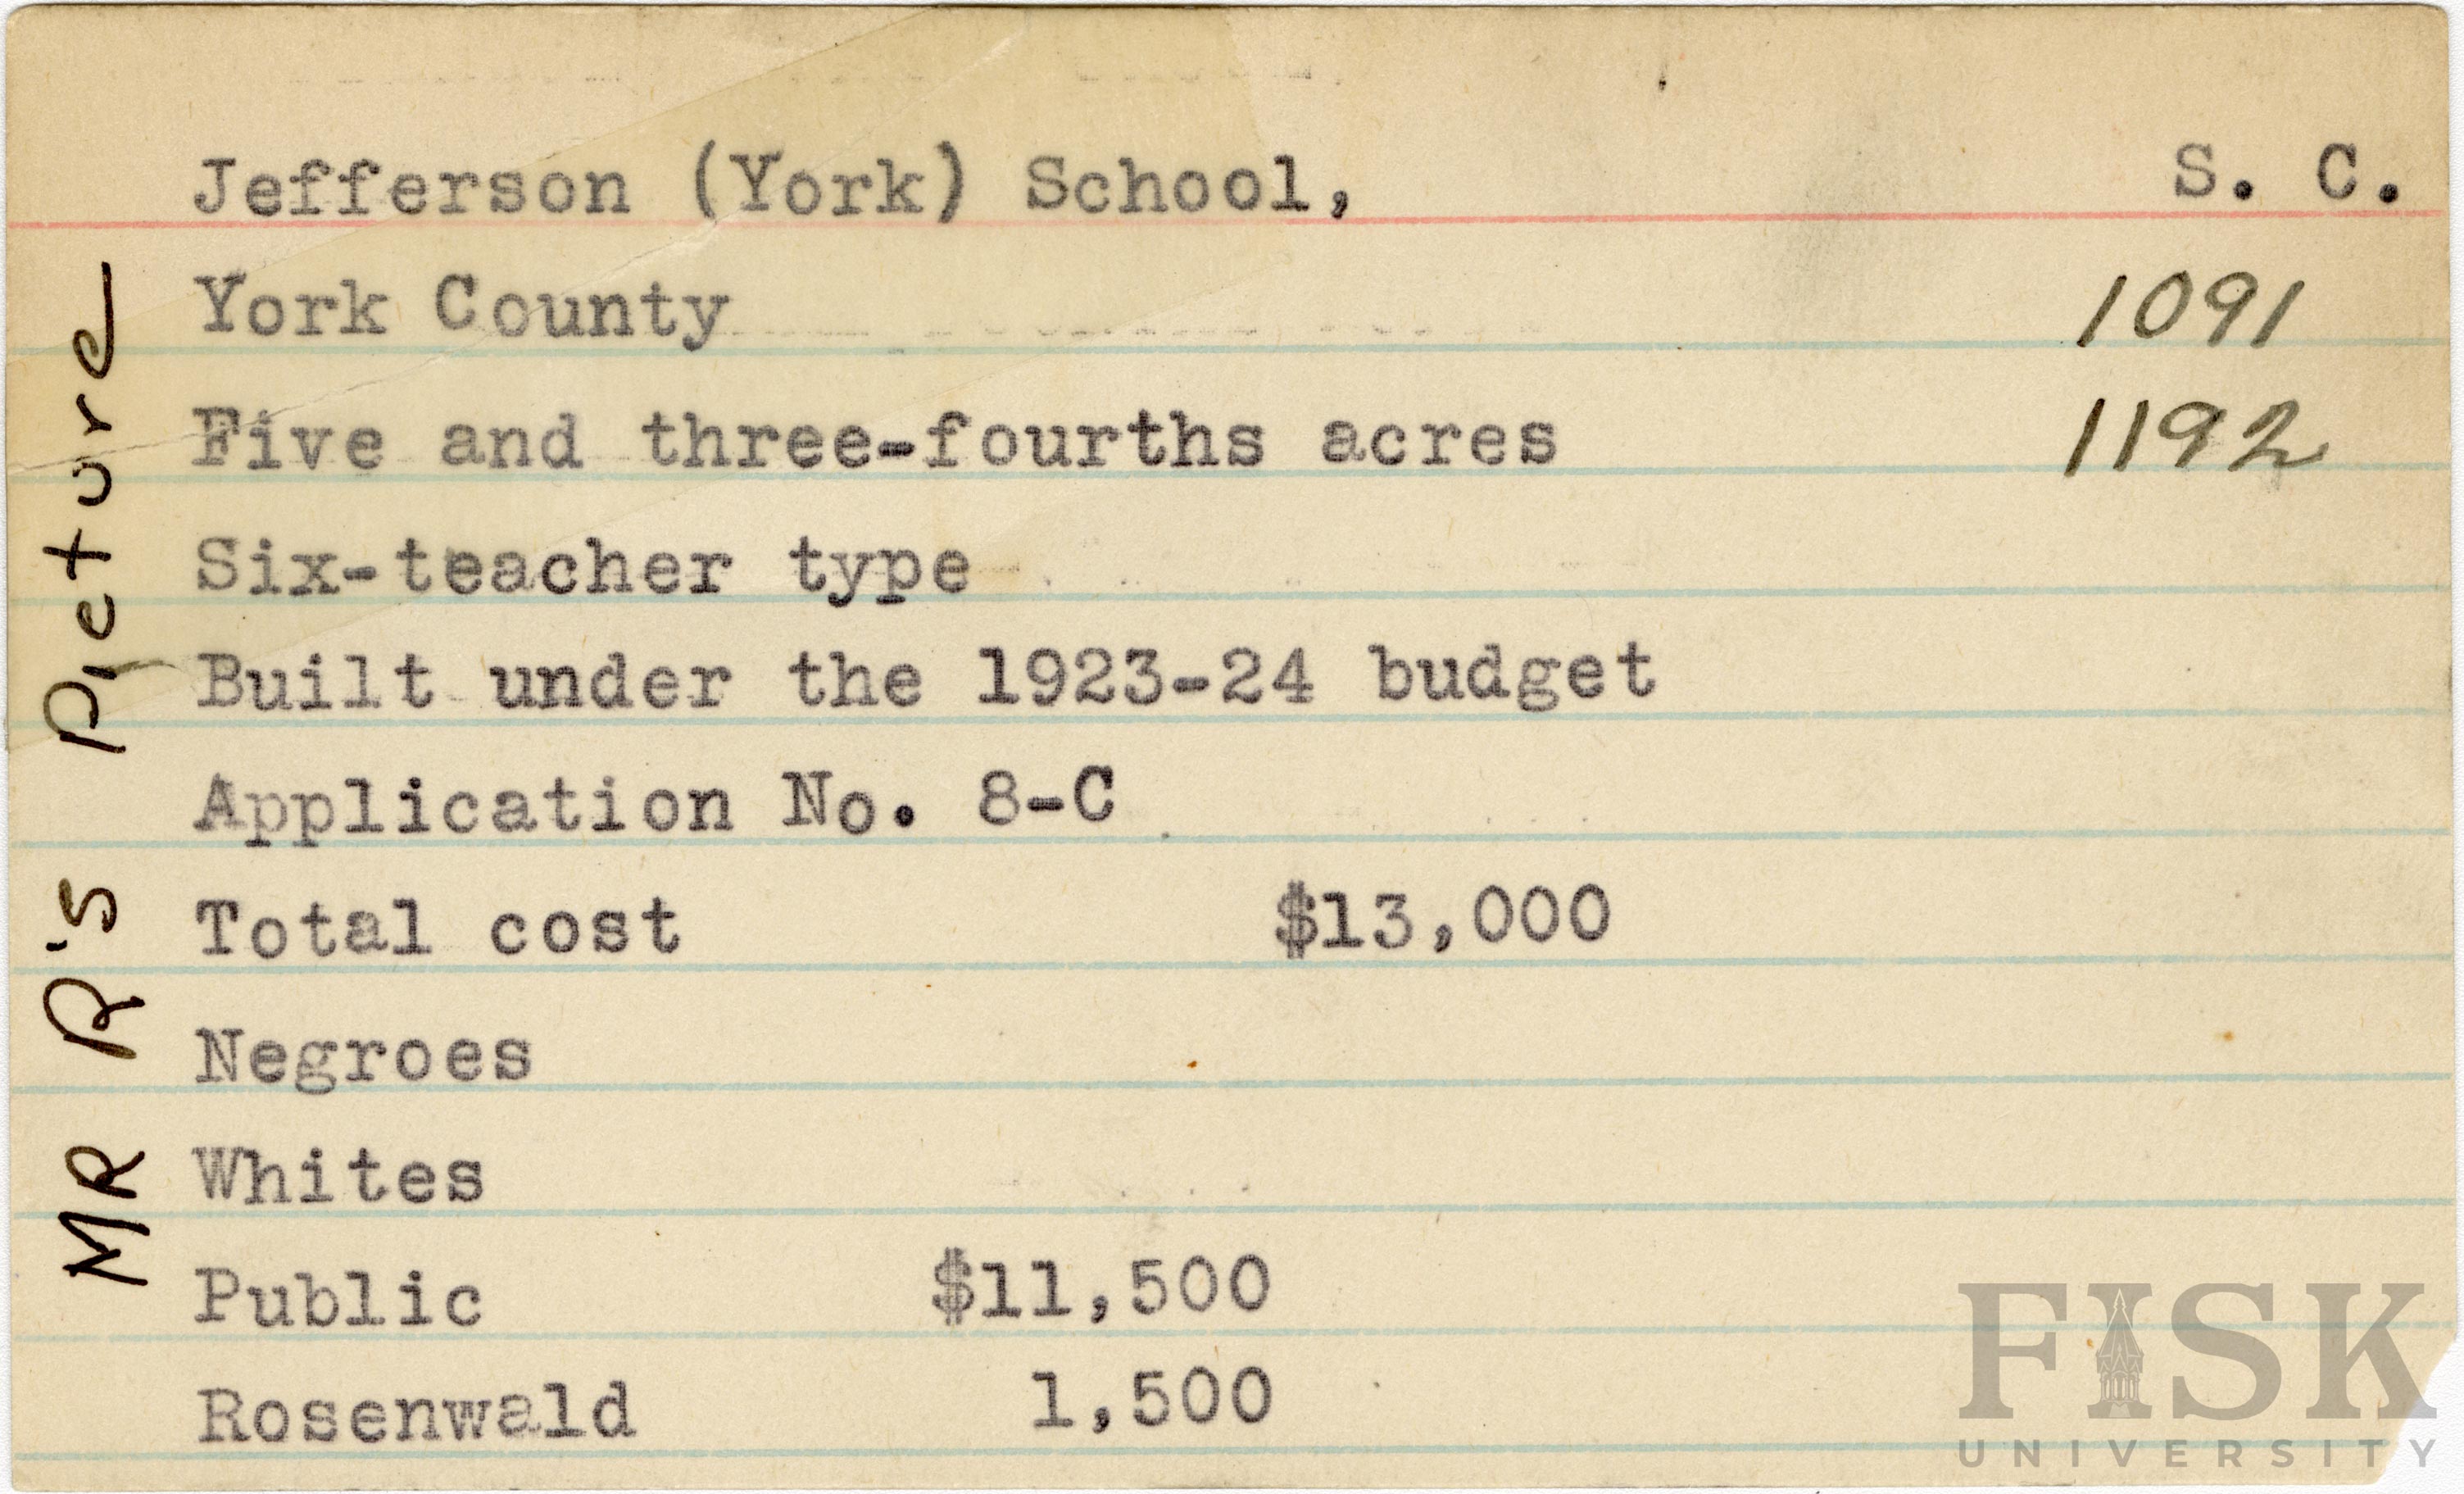 Jefferson (York) School, S. C.
York County 1091
Five and three-fourths acres 1192
Six-teacher type
Built under the 1923-24 budget
Application No. 8-C
Total cost $13,000
Negroes
Whites
Public $11,500
Rosenwald 1,500
MR R's Picture
FISK
UNIVERSITY